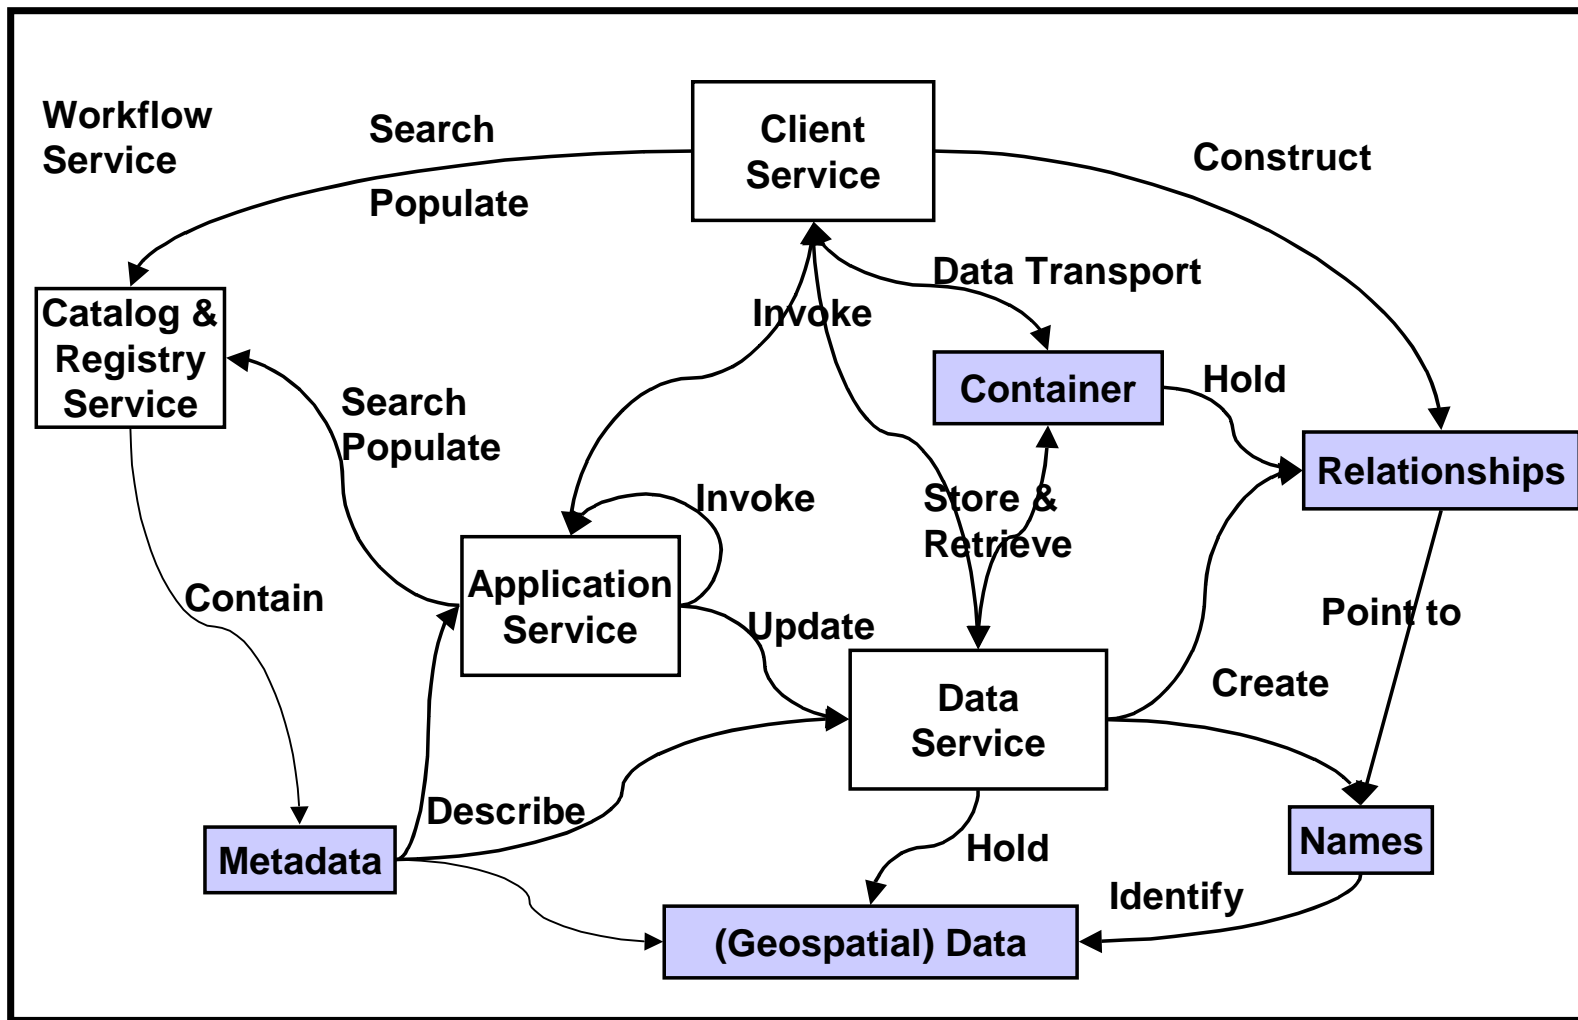 Workflow
Service
Search
Populate
Client
Service
Construct
Data Transport
Invoke
Catalog &
Registry
Service
Container
Hold
Search
Populate
Relationships
Invoke
Store &
Retrieve
Application
Service
Contain
Update
Point to
Data
Service
Create
Describe
Metadata
Hold
Names
Identify
(Geospatial) Data